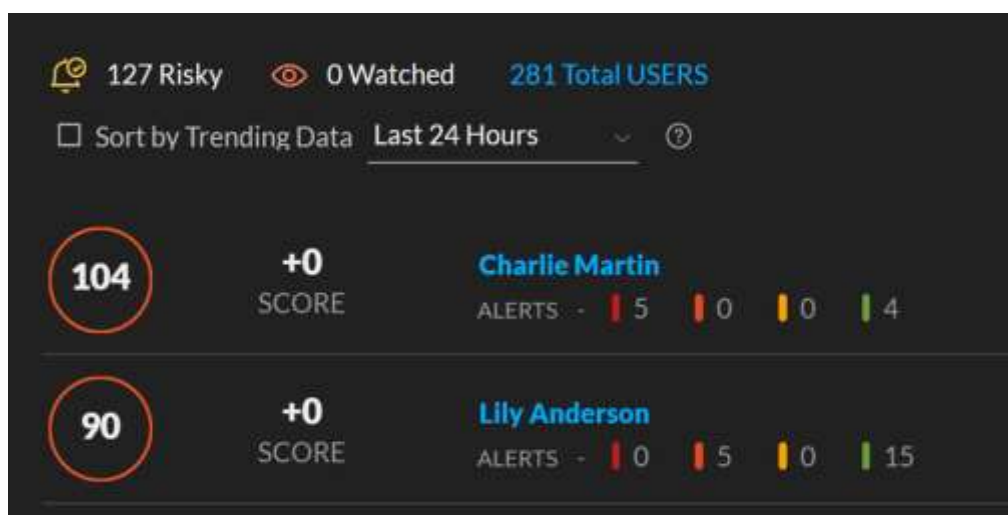 127 Risky 0 Watched 281 Total USERS
Sort by Trending Data Last 24 Hours
104 +0 Charlie Martin
SCORE ALERTS - 5 0 0 4
90 +0 Lily Anderson
SCORE ALERTS - 0 5 0 15